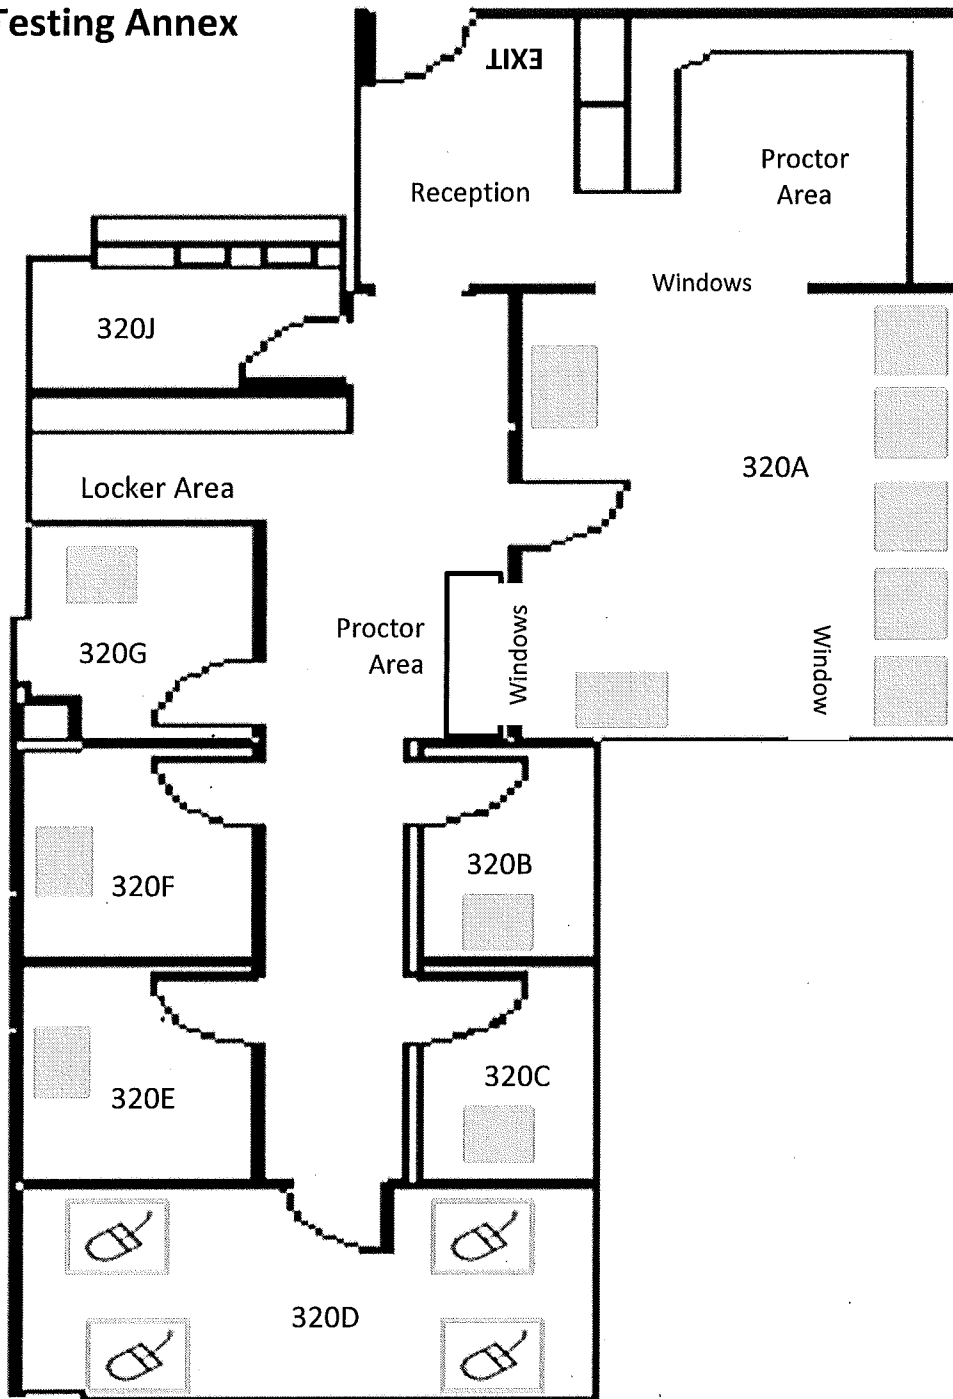 Testing Annex
EXIT
Proctor
Area
Reception
Windows
320J
320A
Locker Area
Proctor
Area
Windows
Window
320G
320B
320F
320C
320E
320D